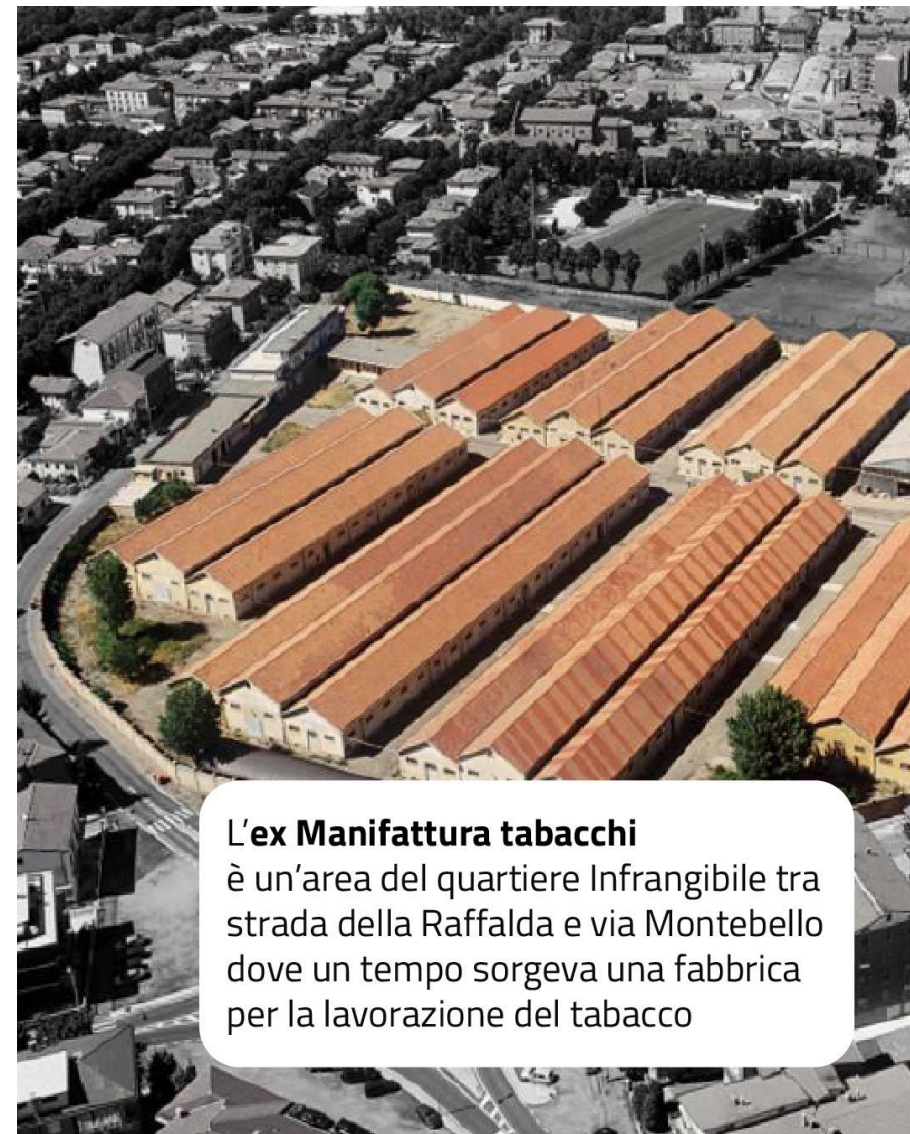 L’ex Manifattura tabacchi
è un’area del quartiere Infrangibile tra
strada della Raffalda e via Montebello
dove un tempo sorgeva una fabbrica
per la lavorazione del tabacco